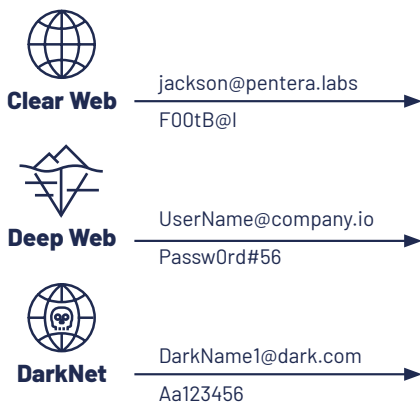 jackson@pentera.labs
Clear Web
F00tB@l
UserName@company.io
Deep Web
Passw0rd#56
DarkName1@dark.com
DarkNet
Aa123456